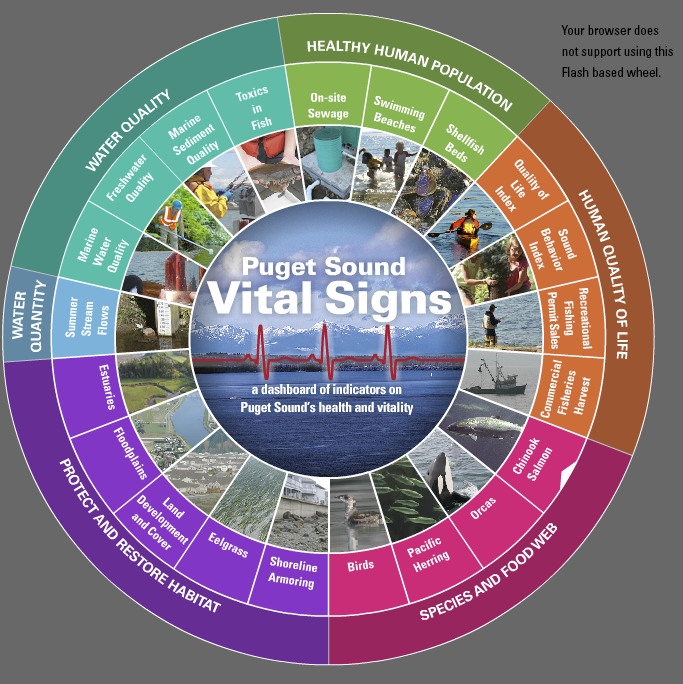 Your browser does
not support using this
Flash based wheel.
HEALTHY HUMAN POPULATION
On-site
Sewage
Swimming
Beaches
Shellfish
Beds
HUMAN QUALITY OF LIFE
Quality of
Life
Index
Sound
Behavior
Index
Recreational
Fishing
Permit Sales
Commercial
Fisheries
Harvest
SPECIES AND FOOD WEB
Chinook
Salmon
Orcas
Pacific
Herring
Birds
PROTECT AND RESTORE HABITAT
Shoreline
Armoring
Eelgrass
Land
Development
and Cover
Floodplains
Estuaries
WATER
QUANTITY
Summer
Stream
Flows
WATER QUALITY
Marine
Water
Quality
Freshwater
Quality
Marine
Sediment
Quality
Toxics
in
Fish
Puget Sound
Vital Signs
a dashboard of indicators on
Puget Sound's health and vitality